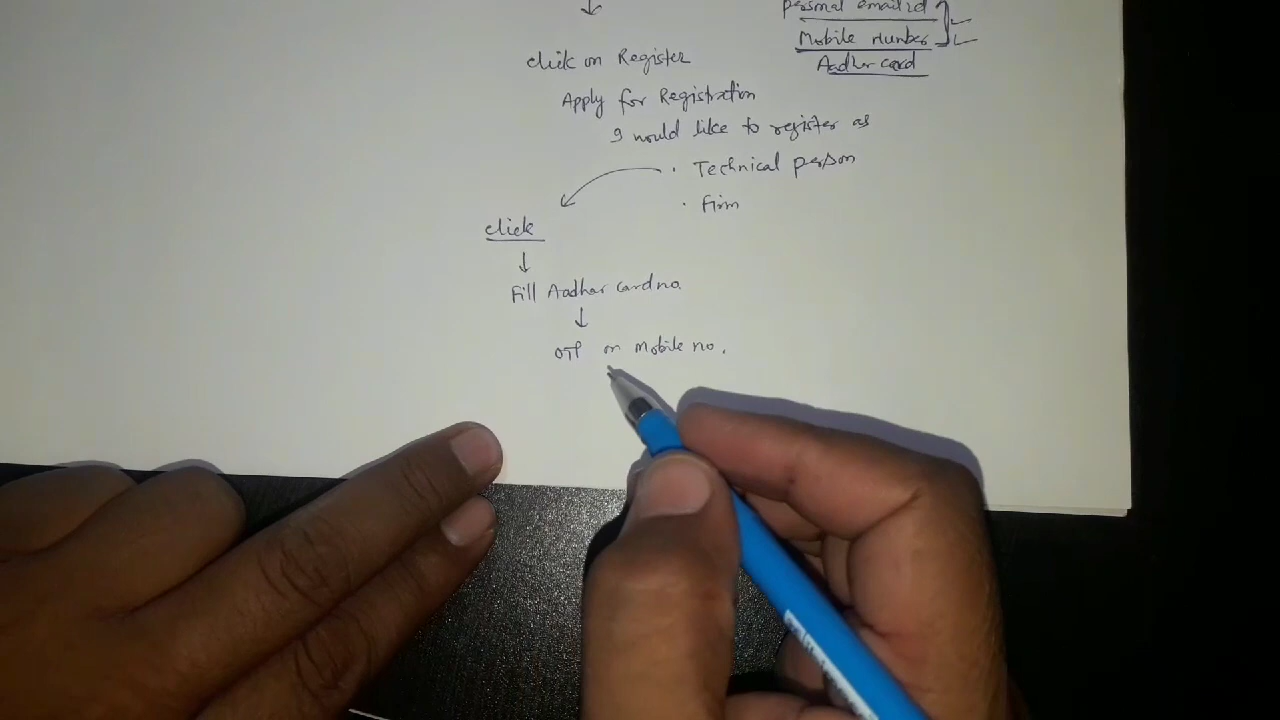 personal email id
Mobile Number
Aadhar card
click on Register
Apply for Registration
I would like to register as
· Technical person
· Firm
click
Fill Aadhar Card no.
OTP on Mobile no.